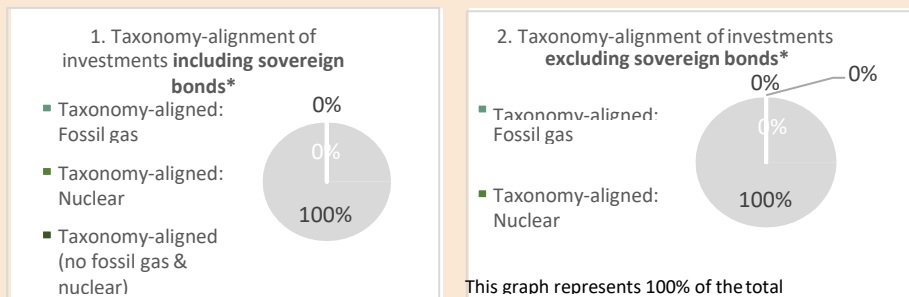 1. Taxonomy-alignment of
investments including sovereign
bonds*
Taxonomy-aligned:
Fossil gas
Taxonomy-aligned:
Nuclear
Taxonomy-aligned
(no fossil gas &
nuclear)
0%
0%
100%
2. Taxonomy-alignment of investments
excluding sovereign bonds*
0%
0%
Taxonomy-aligned:
Fossil gas
0%
Taxonomy-aligned:
Nuclear
100%
This graph represents 100% of the total